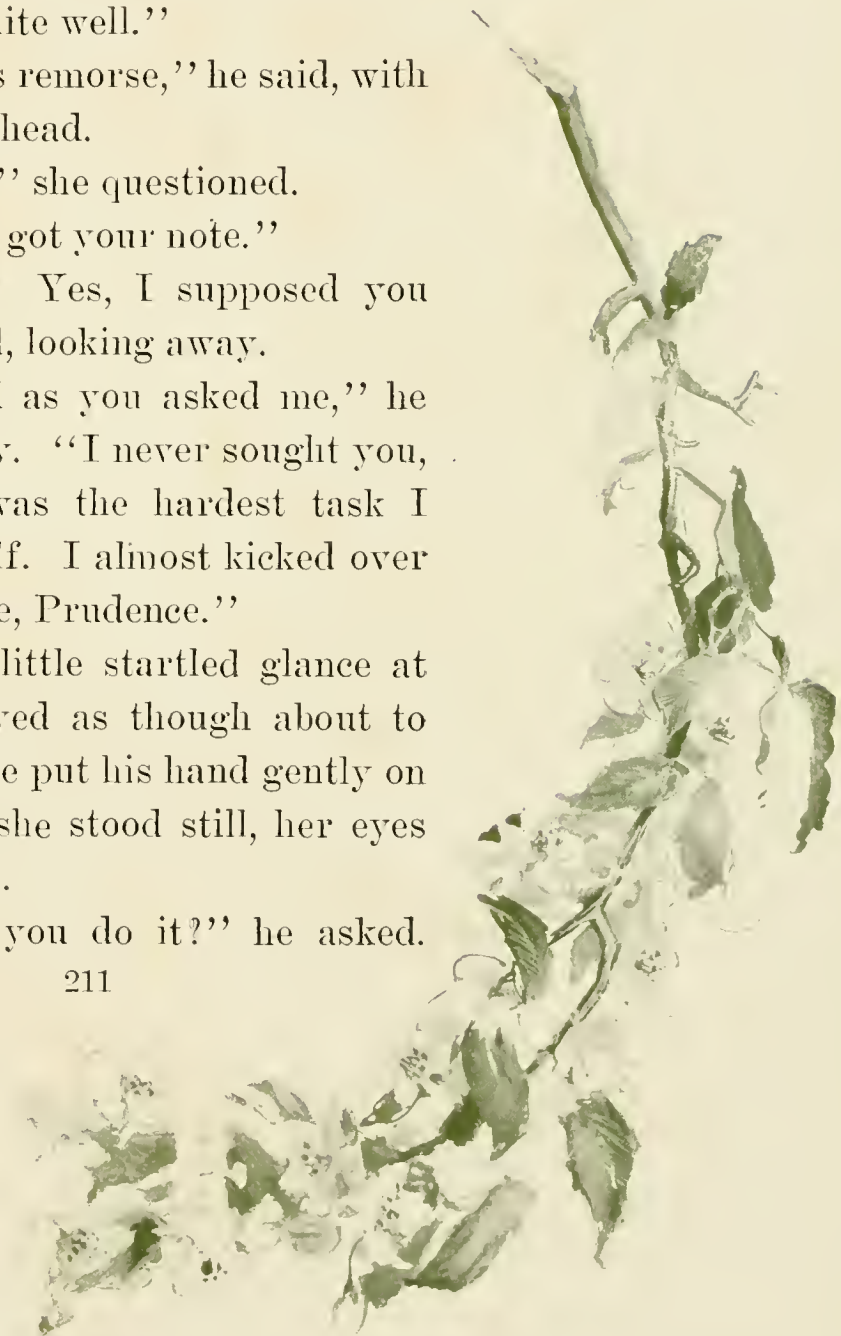 ite well.”
s remorse,” he said, with
head.
” she questioned.
got your note.”
Yes, I supposed you
l, looking away.
I as you asked me,” he
y. “I never sought you,
vas the hardest task I
lf. I almost kicked over
e, Prudence.”
little startled glance at
red as though about to
e put his hand gently on
she stood still, her eyes
.
you do it?” he asked.
211